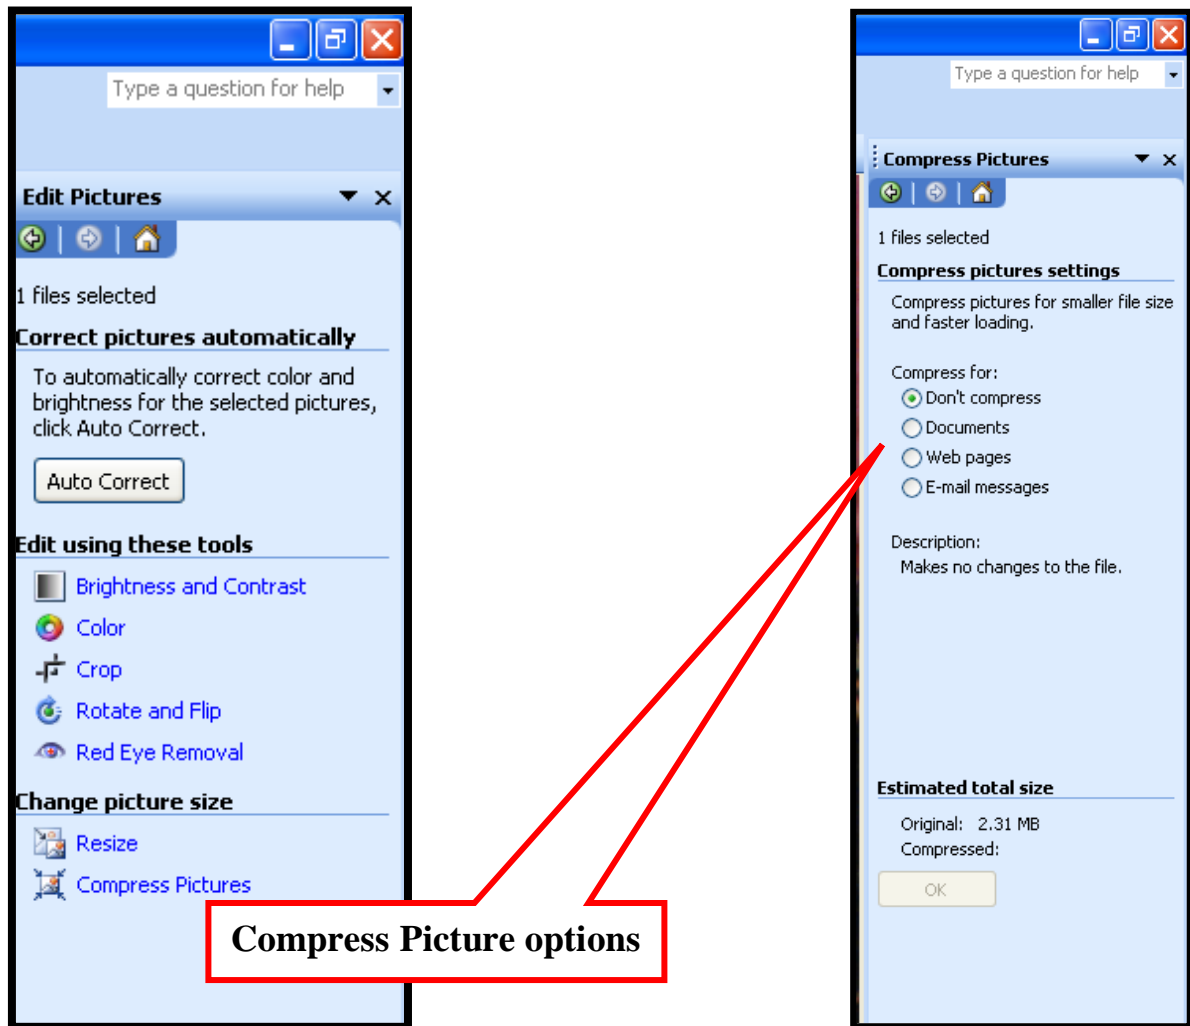 Type a question for help
Edit Pictures
1 files selected
Correct pictures automatically
To automatically correct color and
brightness for the selected pictures,
click Auto Correct.
Auto Correct
Edit using these tools
Brightness and Contrast
Color
Crop
Rotate and Flip
Red Eye Removal
Change picture size
Resize
Compress Pictures
Compress Picture options
Type a question for help
Compress Pictures
1 files selected
Compress pictures settings
Compress pictures for smaller file size
and faster loading.
Compress for:
Don't compress
Documents
Web pages
E-mail messages
Description:
Makes no changes to the file.
Estimated total size
Original: 2.31 MB
Compressed:
OK